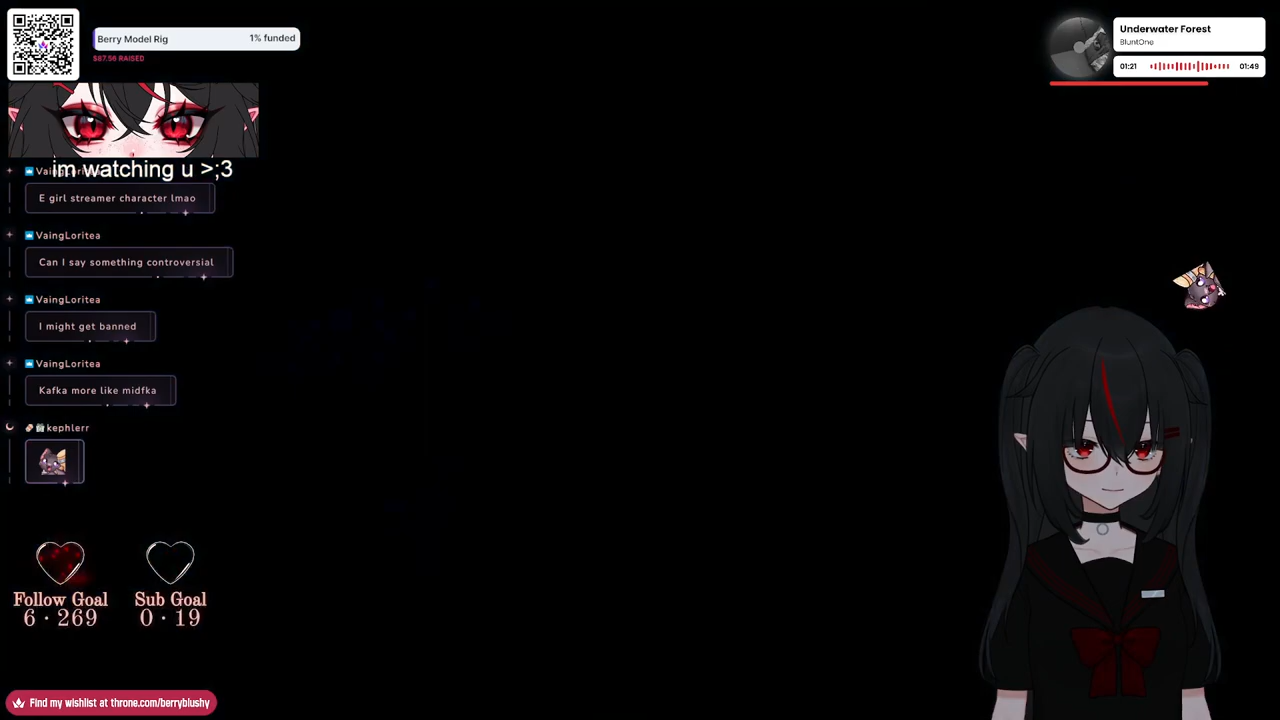 Berry Model Rig
1% funded
$87.56 RAISED
Underwater Forest
BluntOne
01:21
01:49
im watching u >;3
VaingLoritea
E girl streamer character lmao
VaingLoritea
Can I say something controversial
VaingLoritea
I might get banned
VaingLoritea
Kafka more like midfka
kephlerr
Follow Goal
6 · 269
Sub Goal
0 · 19
Find my wishlist at throne.com/berryblushy